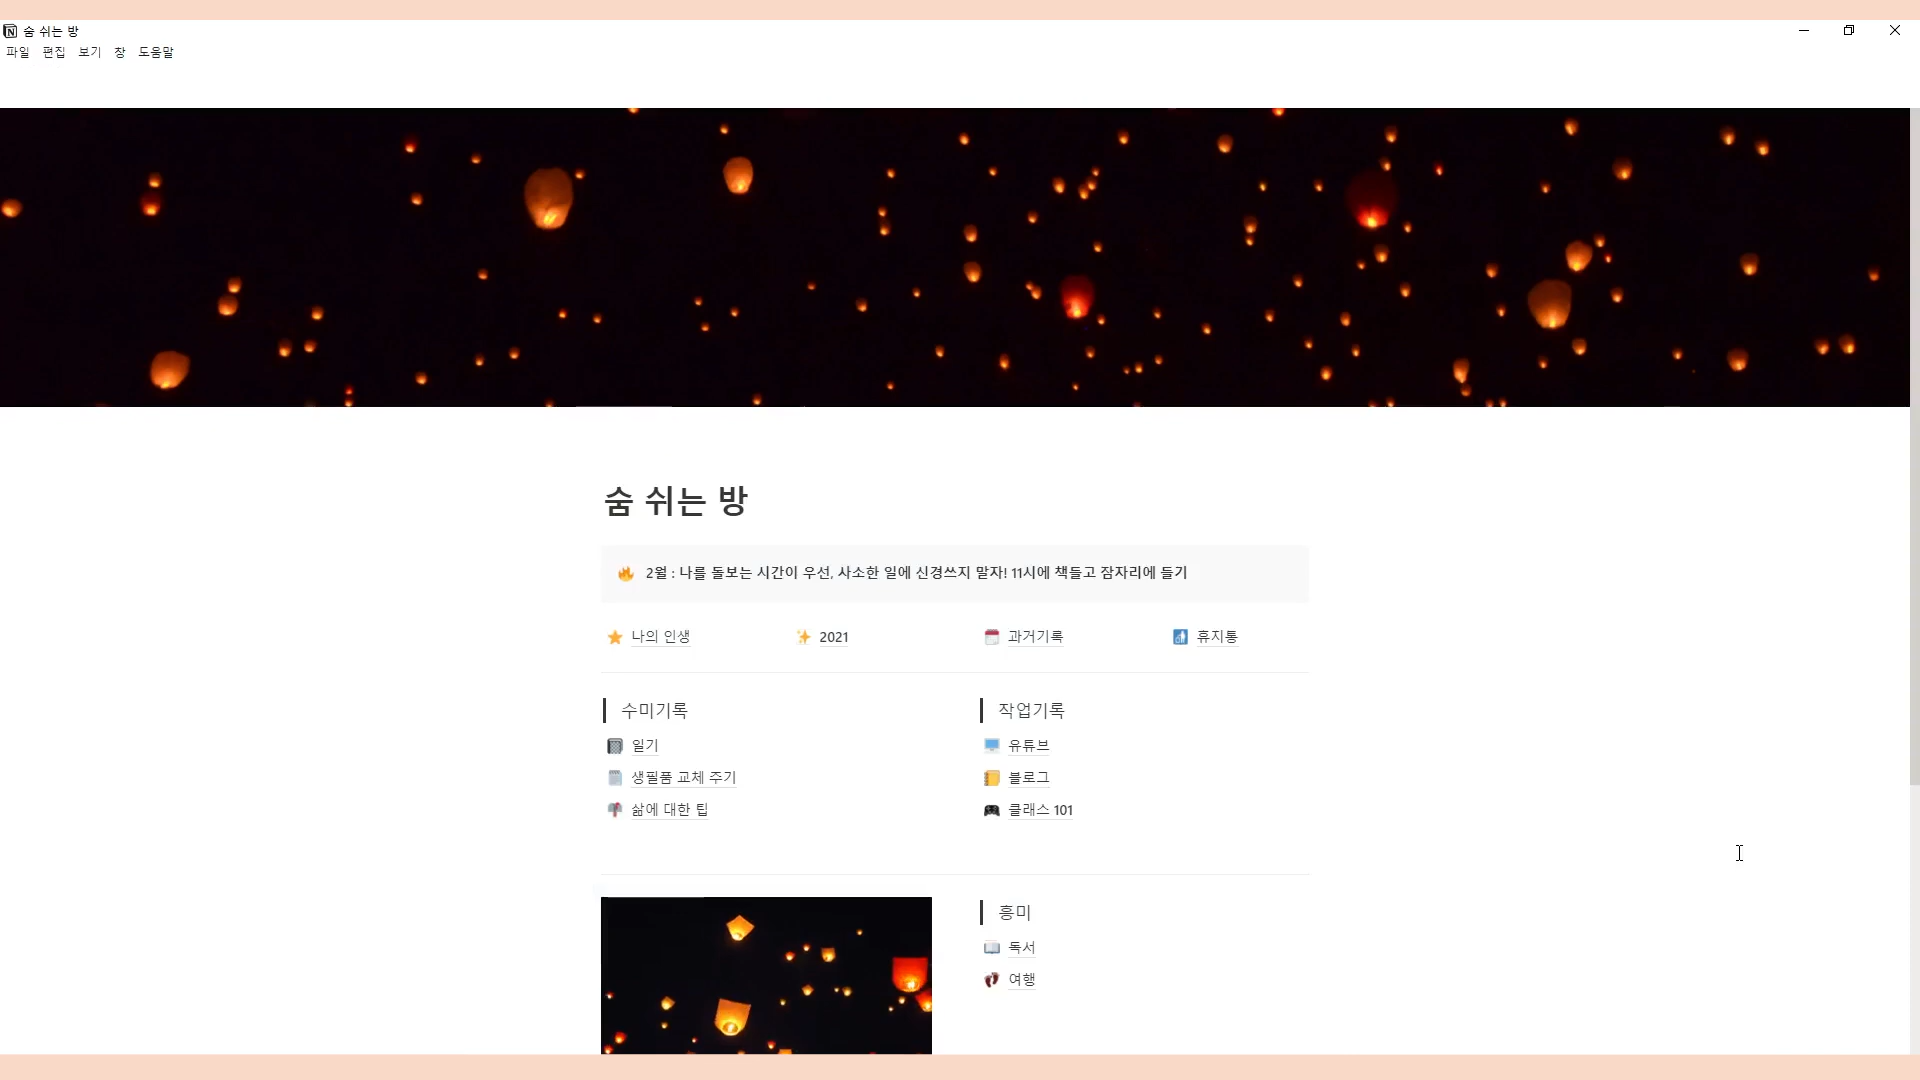 숨 쉬는 방
파일 편집 보기 창 도움말
숨 쉬는 방
2월 : 나를 돌보는 시간이 우선, 사소한 일에 신경쓰지 말자! 11시에 책들고 잠자리에 들기
나의 인생 2021 과거기록 휴지통
수미기록
일기
생필품 교체 주기
삶에 대한 팁
작업기록
유튜브
블로그
클래스 101
흥미
독서
여행